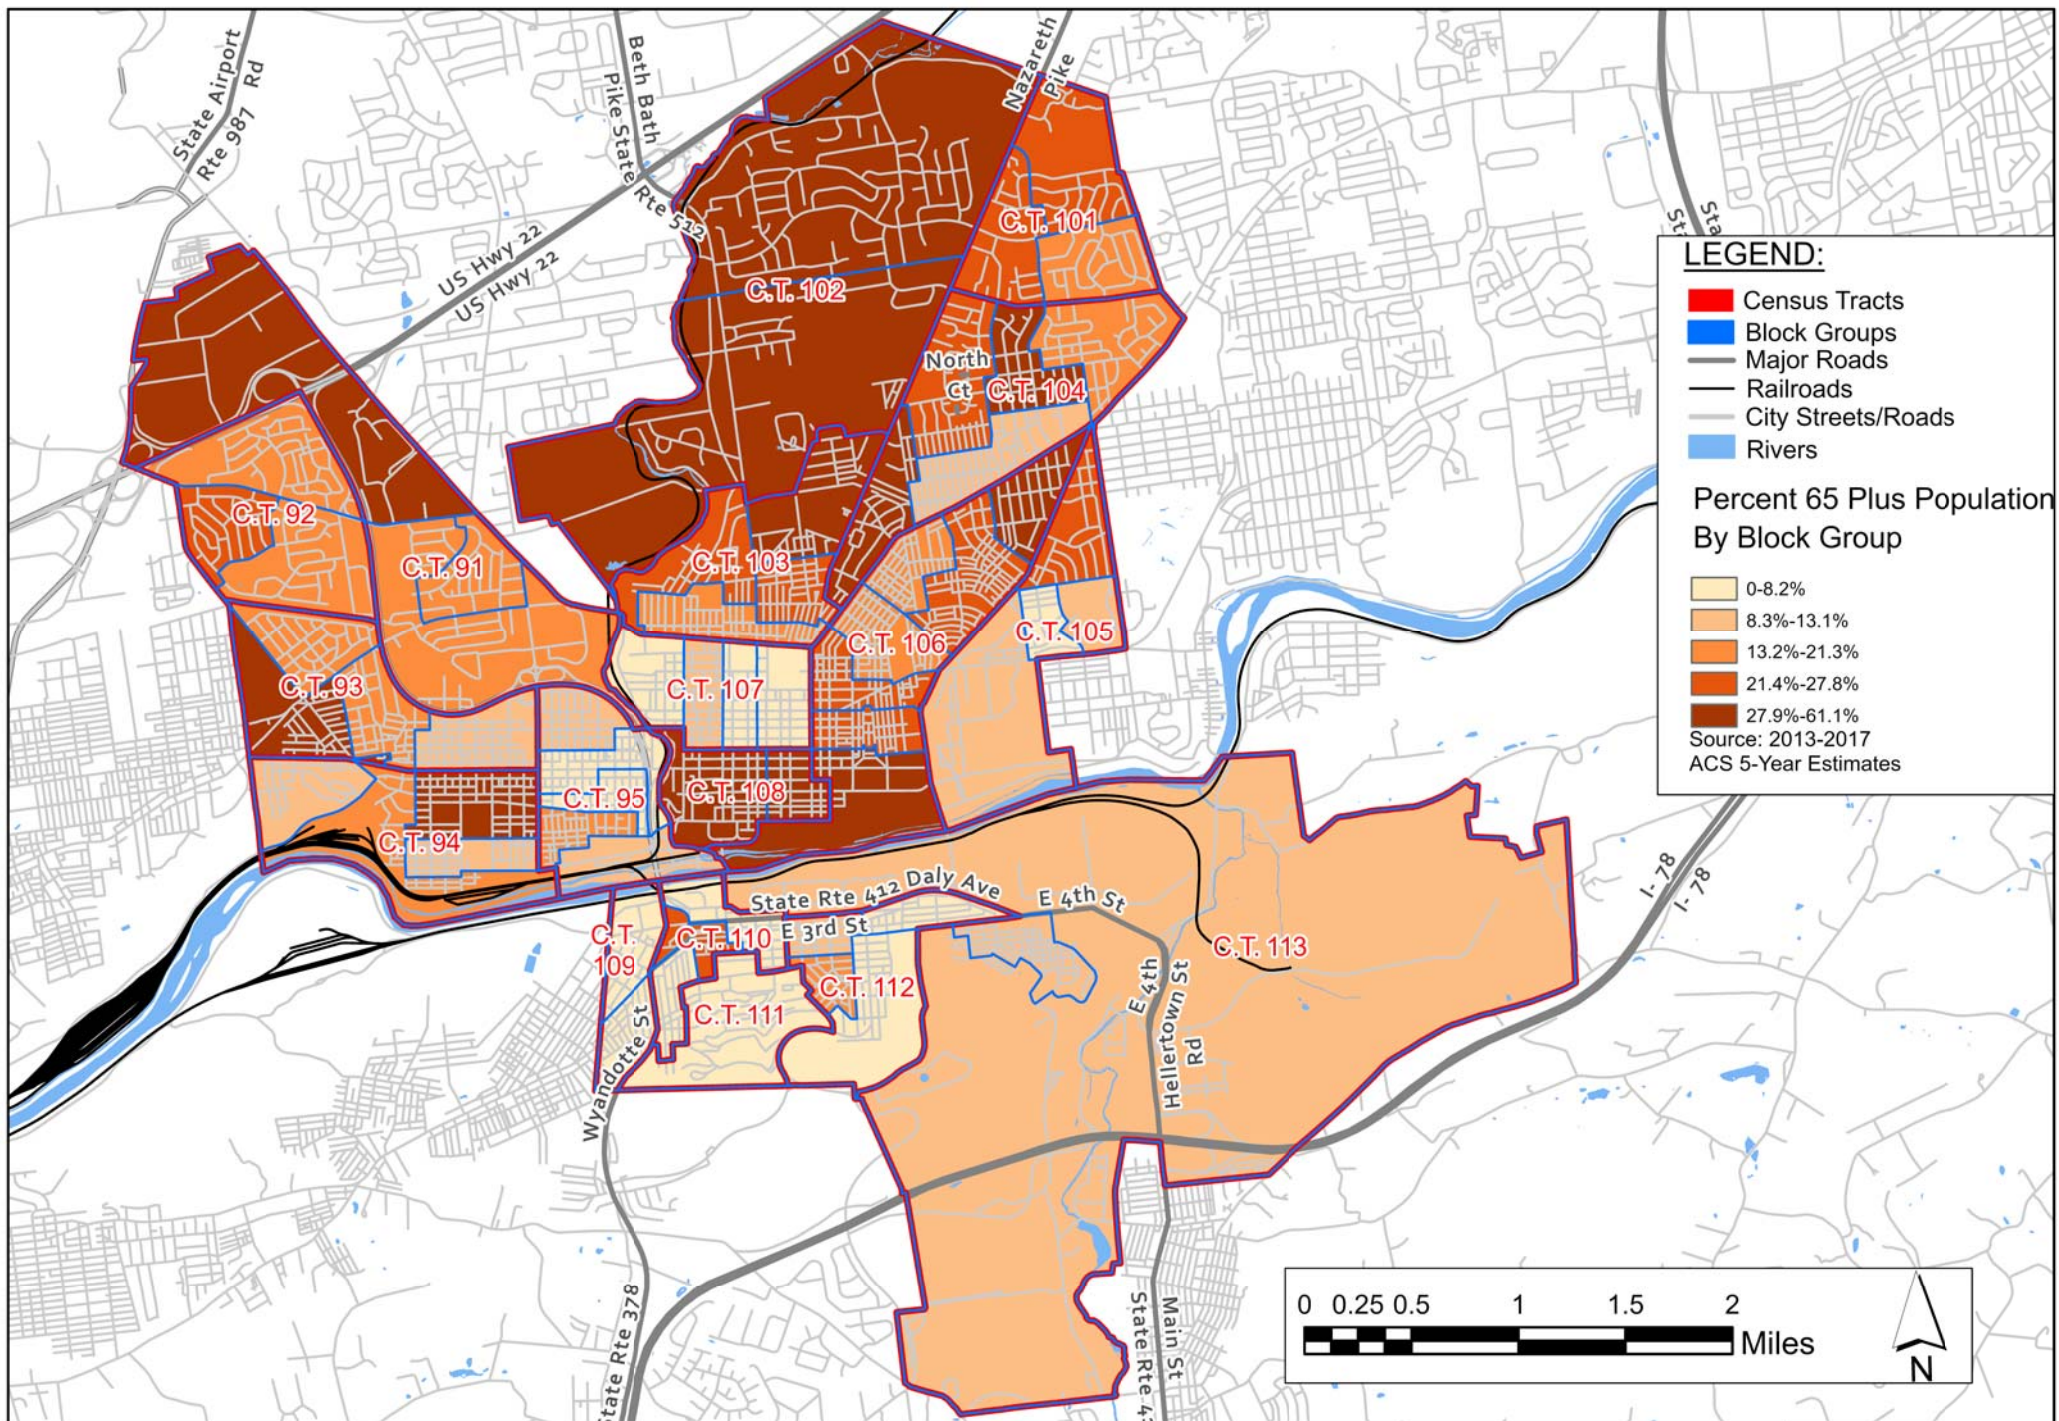 State Airport
Rte 987 Rd
Beth Bath
Pike State Rte 512
Nazareth
Pike
US Hwy 22
US Hwy 22
C.T. 101
C.T. 102
North
Ct
C.T. 104
C.T. 92
C.T. 91
C.T. 103
C.T. 105
C.T. 106
C.T. 93
C.T. 107
C.T. 95
C.T. 108
C.T. 94
State Rte 412 Daly Ave
E 3rd St
E 4th St
C.T.
109
C.T. 110
C.T. 112
C.T. 111
C.T. 113
E 4th
Hellertown St
Rd
Wyandotte St
I- 78
I- 78
State Rte 378
Main St
State Rte 4
Sta
Sta
LEGEND:
Census Tracts
Block Groups
Major Roads
Railroads
City Streets/Roads
Rivers
Percent 65 Plus Population
By Block Group
0-8.2%
8.3%-13.1%
13.2%-21.3%
21.4%-27.8%
27.9%-61.1%
Source: 2013-2017
ACS 5-Year Estimates
0 0.25 0.5 1 1.5 2
Miles
N